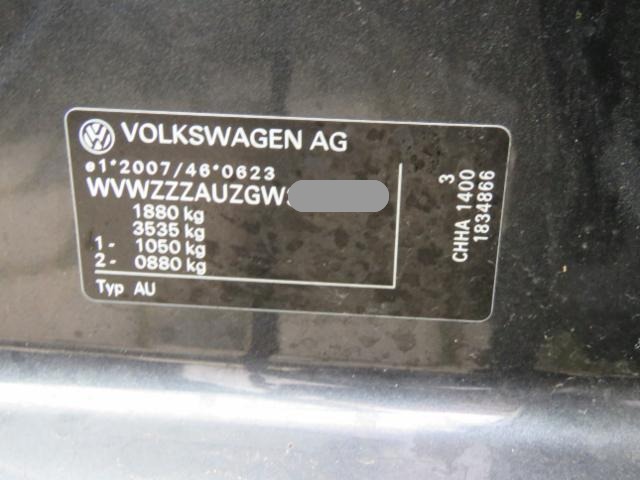 VOLKSWAGEN AG
e1*2007/46*0623
WVWZZZAUZGW
1880 kg
3535 kg
1- 1050 kg
2- 0880 kg
Typ AU
3
CHHA 1400
1834866